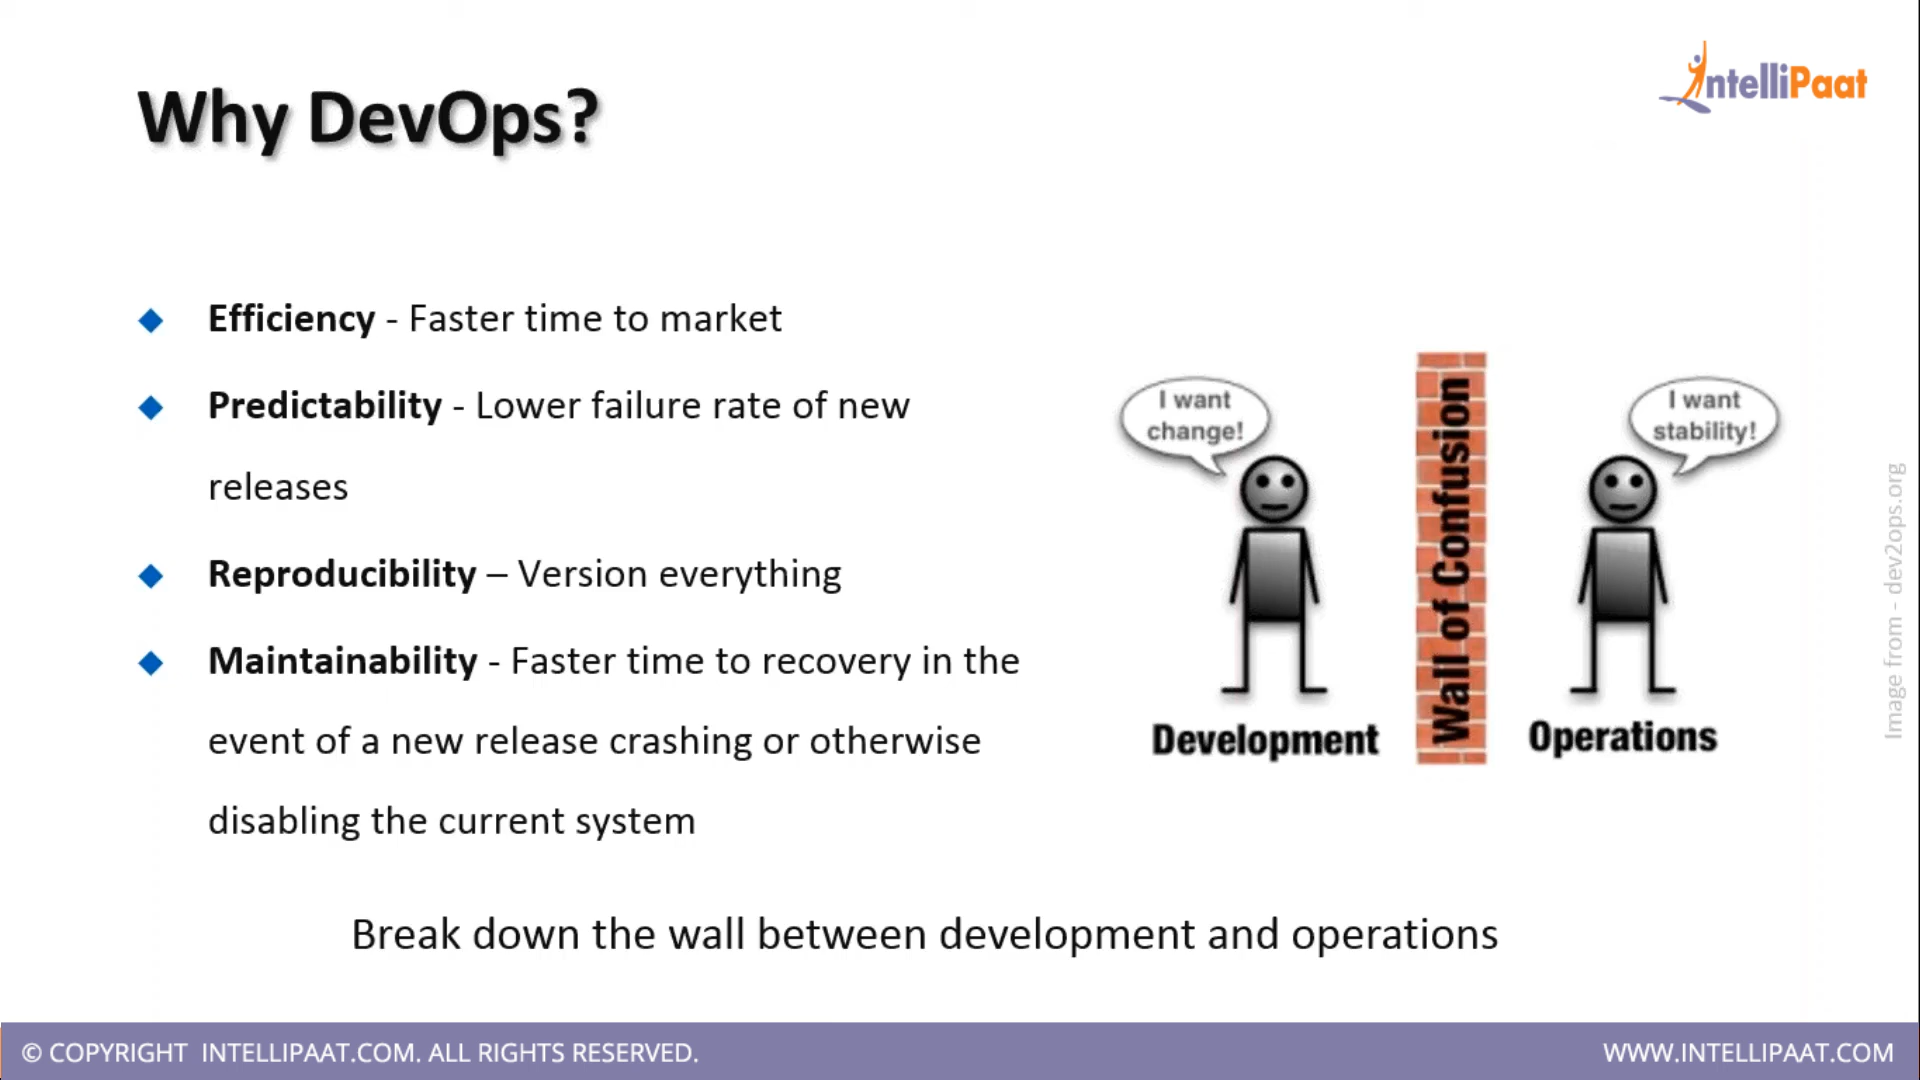 IntelliPaat
Why DevOps?
Efficiency - Faster time to market
Predictability - Lower failure rate of new
releases
Reproducibility – Version everything
Maintainability - Faster time to recovery in the
event of a new release crashing or otherwise
disabling the current system
I want
change!
Development
Wall of Confusion
I want
stability!
Operations
Image from - dev2ops.org
Break down the wall between development and operations
© COPYRIGHT INTELLIPAAT.COM. ALL RIGHTS RESERVED.
WWW.INTELLIPAAT.COM